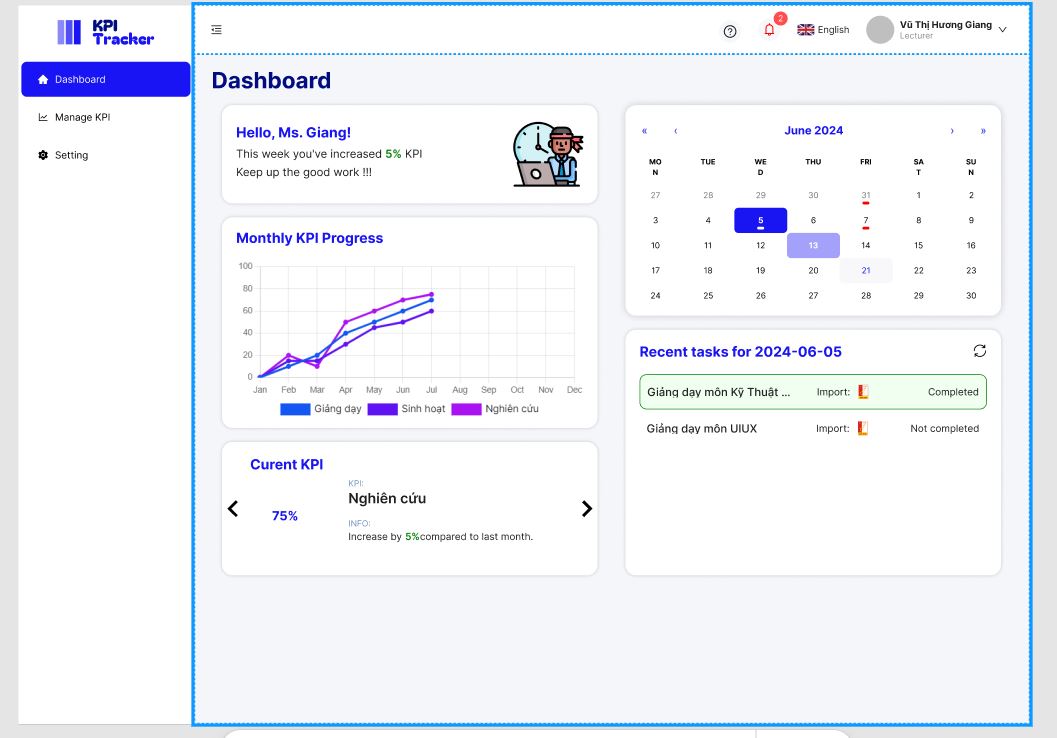 KPI
Tracker
Dashboard
Manage KPI
Setting
2
English
Vũ Thị Hương Giang
Lecturer
Dashboard
Hello, Ms. Giang!
This week you've increased 5% KPI
Keep up the good work !!!
Monthly KPI Progress
100
80
60
40
20
0
Jan Feb Mar Apr May Jun Jul Aug Sep Oct Nov Dec
Giảng dạy Sinh hoạt Nghiên cứu
Curent KPI
75%
KPI:
Nghiên cứu
INFO:
Increase by 5%compared to last month.
« ‹ June 2024 › »
MO TUE WE THU FRI SA SU
N D T N
27 28 29 30 31 1 2
3 4 5 6 7 8 9
10 11 12 13 14 15 16
17 18 19 20 21 22 23
24 25 26 27 28 29 30
Recent tasks for 2024-06-05
Giảng dạy môn Kỹ Thuật ... Import: Completed
Giảng dạy môn UIUX Import: Not completed